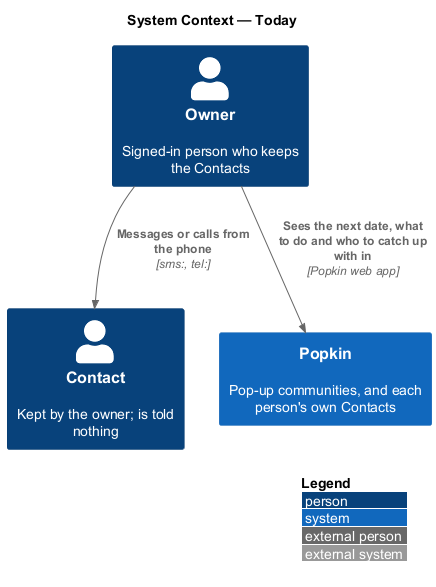 System Context — Today
Owner
Signed-in person who keeps
the Contacts
Messages or calls from
the phone
[sms:, tel:]
Sees the next date, what
to do and who to catch up
with in
[Popkin web app]
Contact
Kept by the owner; is told
nothing
Popkin
Pop-up communities, and each
person's own Contacts
Legend
person
system
external person
external system